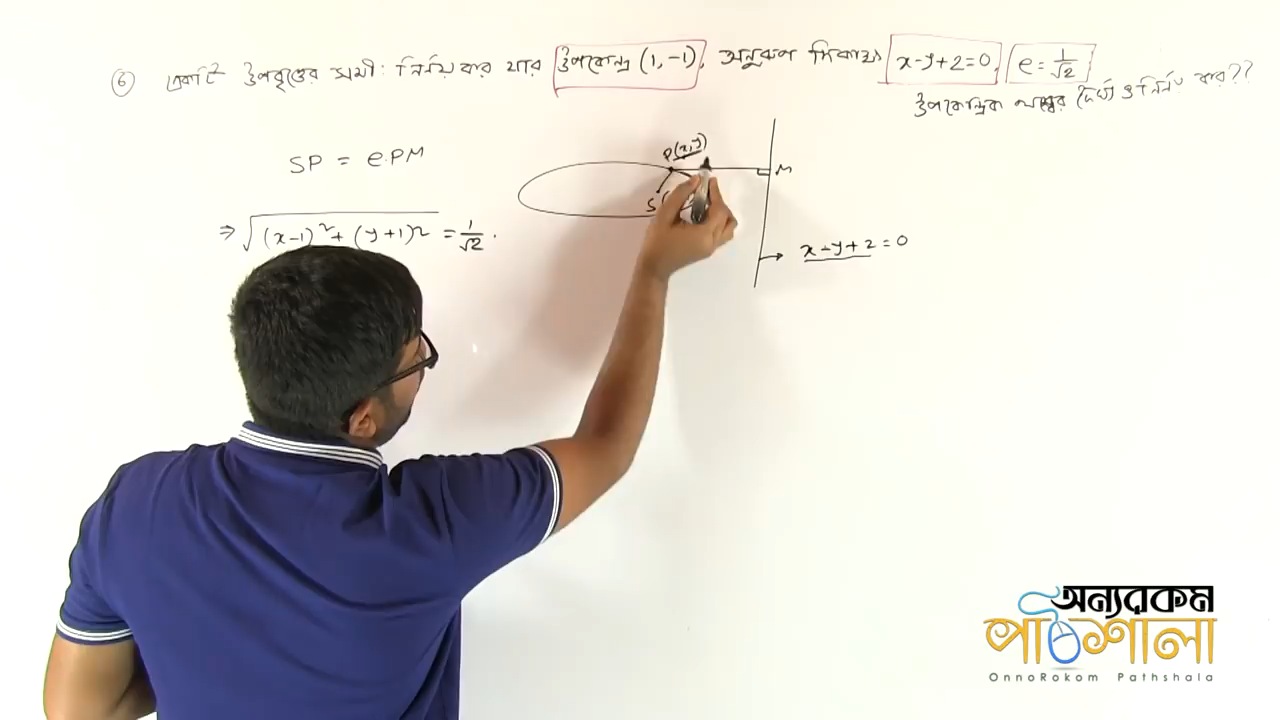 ⑥ একটি উপবৃত্তের সমী: নির্ণয় কর যার উপকেন্দ্র (1, -1), অনুরূপ দিকাক্ষ x-y+2=0, e = 1/√2
উপকেন্দ্রিক লম্বের দৈর্ঘ্য ও নির্ণয় কর??
SP = e.PM
P(x,y)
M
S(
⇒ √((x-1)² + (y+1)²) = 1/√2 .
x-y+2=0
অন্যরকম
পাঠশালা
OnnoRokom Pathshala